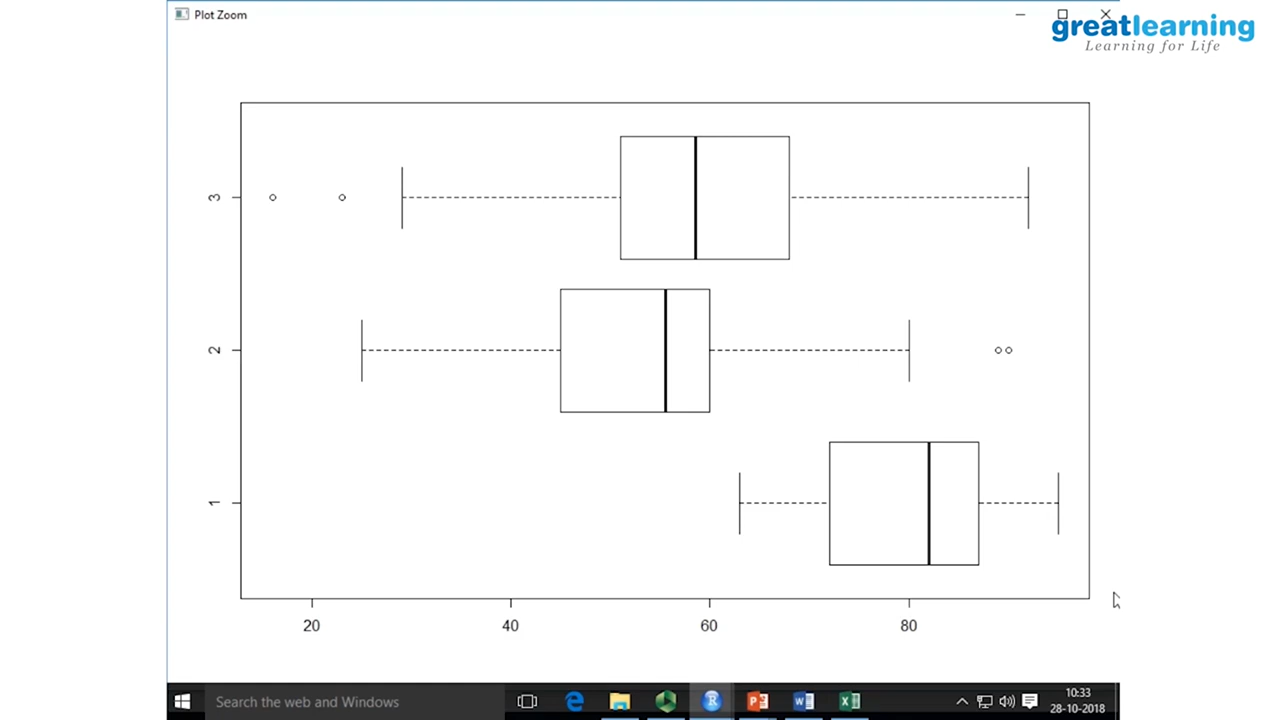 Plot Zoom
greatlearning
Learning for Life
3
2
1
20 40 60 80
Search the web and Windows
10:33
28-10-2018